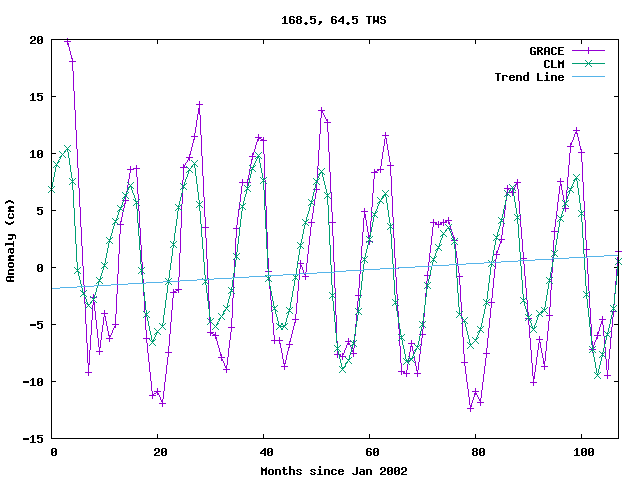 168.5, 64.5 TWS
GRACE
CLM
Trend Line
Anomaly (cm)
20
15
10
5
0
-5
-10
-15
0 20 40 60 80 100
Months since Jan 2002